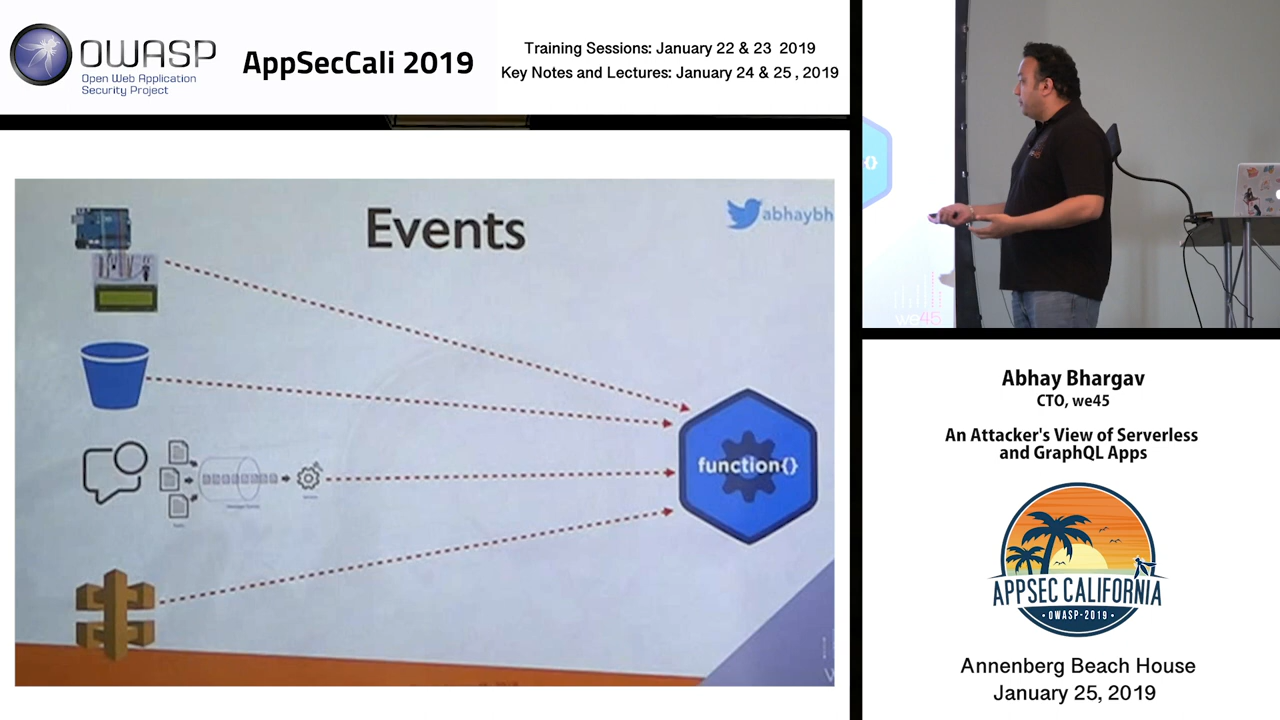 OWASP
Open Web Application
Security Project
AppSecCali 2019
Training Sessions: January 22 & 23 2019
Key Notes and Lectures: January 24 & 25 , 2019
Events
abhaybh
function{}
{}
we45
Abhay Bhargav
CTO, we45
An Attacker's View of Serverless
and GraphQL Apps
APPSEC CALIFORNIA
• OWASP-2019 •
Annenberg Beach House
January 25, 2019